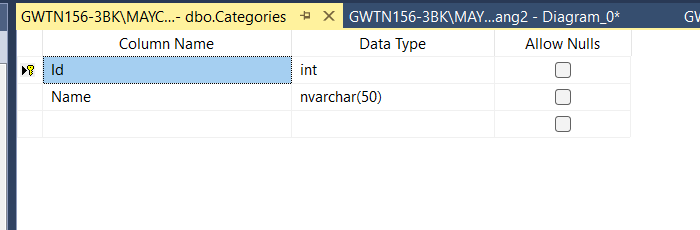 GWTN156-3BK\MAYC...- dbo.Categories GWTN156-3BK\MAY...ang2 - Diagram_0* GW
Column Name Data Type Allow Nulls
Id int
Name nvarchar(50)